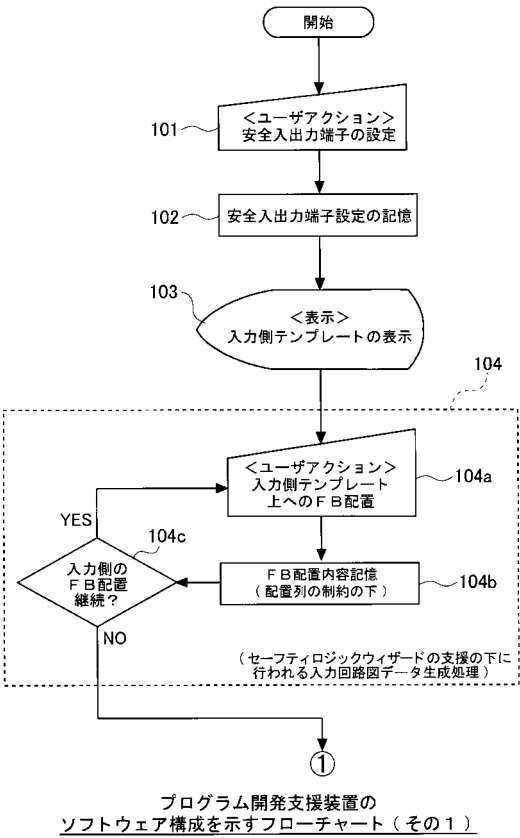 開始
101
<ユーザアクション>
安全入出力端子の設定
102
安全入出力端子設定の記憶
103
<表示>
入力側テンプレートの表示
104
<ユーザアクション>
入力側テンプレート
上へのFB配置
104a
YES
104c
入力側の
FB配置
継続?
FB配置内容記憶
(配置列の制約の下)
104b
NO
(セーフティロジックウィザードの支援の下に
行われる入力回路図データ生成処理)
①
プログラム開発支援装置の
ソフトウェア構成を示すフローチャート(その1)